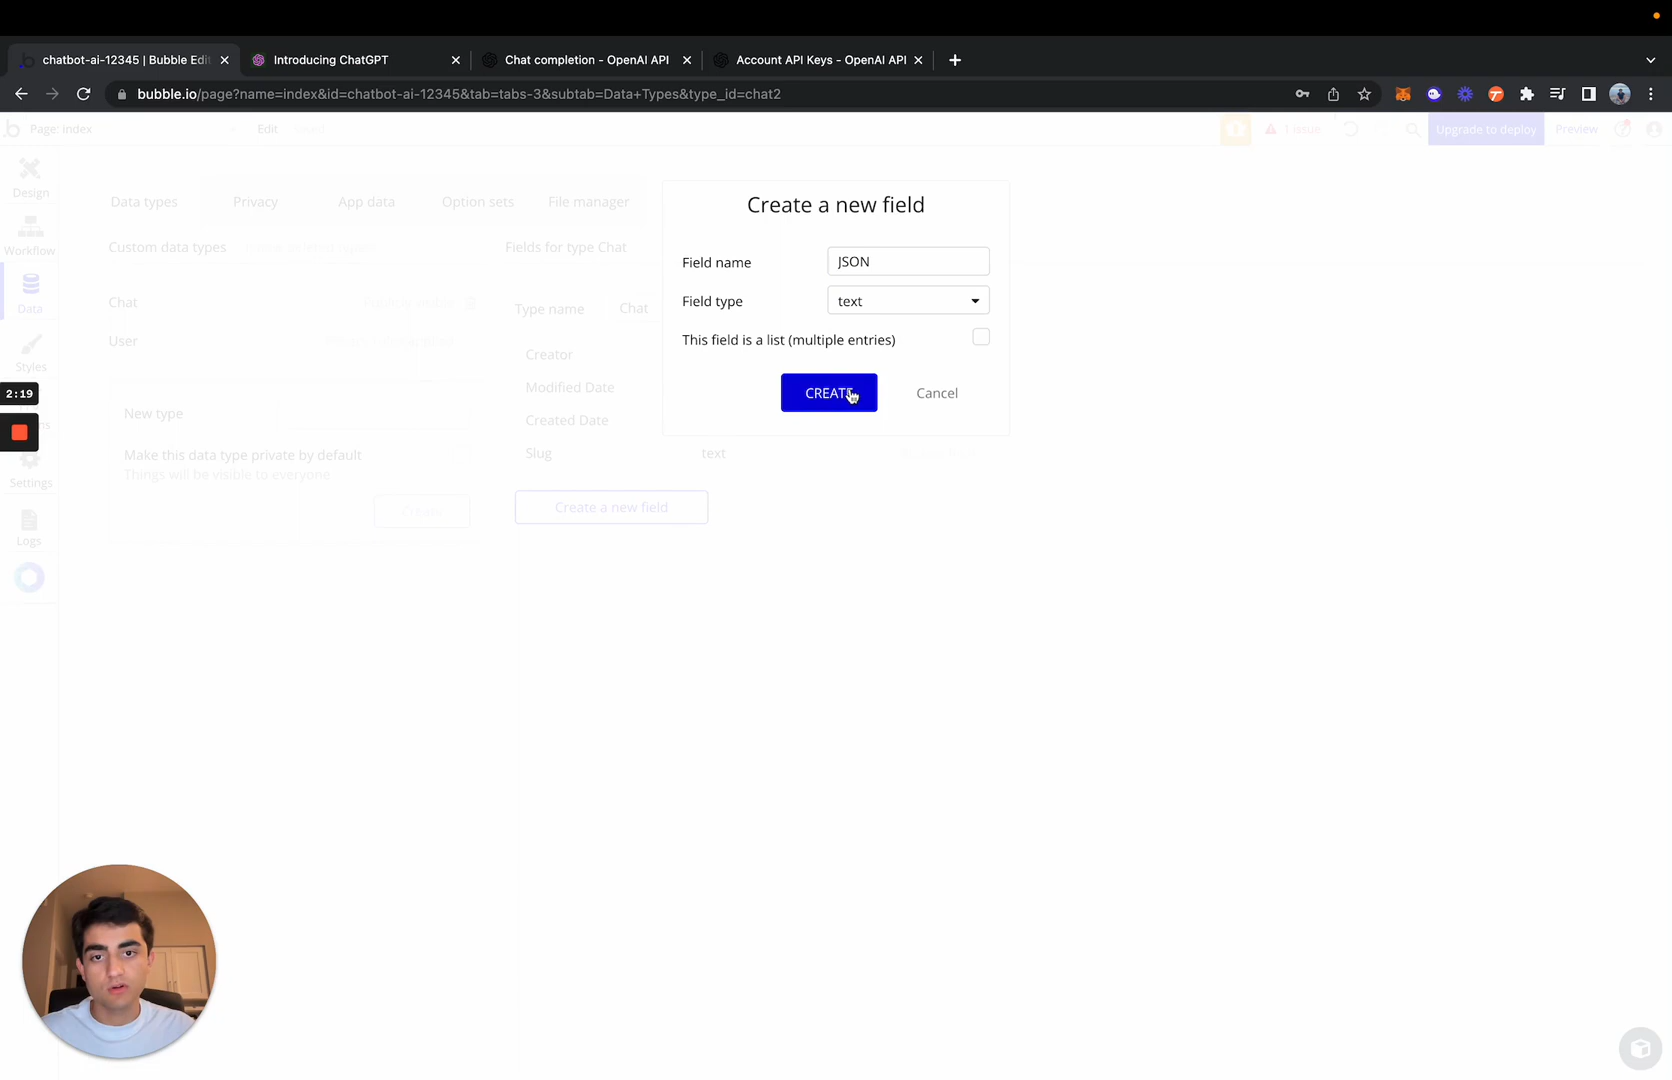 chatbot-ai-12345 | Bubble Edit
Introducing ChatGPT
Chat completion - OpenAI API
Account API Keys - OpenAI API
bubble.io/page?name=index&id=chatbot-ai-12345&tab=tabs-3&subtab=Data+Types&type_id=chat2
Page: index
Edit
1 issue
Upgrade to deploy
Preview
Design
Workflow
Data
Styles
2:19
Settings
Logs
Data types
Privacy
App data
Option sets
File manager
Custom data types
Fields for type Chat
Chat
User
New type
Make this data type private by default
Things will be visible to everyone
Create
Type name
Chat
Creator
Modified Date
Created Date
Slug
text
Create a new field
Create a new field
Field name
JSON
Field type
text
This field is a list (multiple entries)
CREATE
Cancel